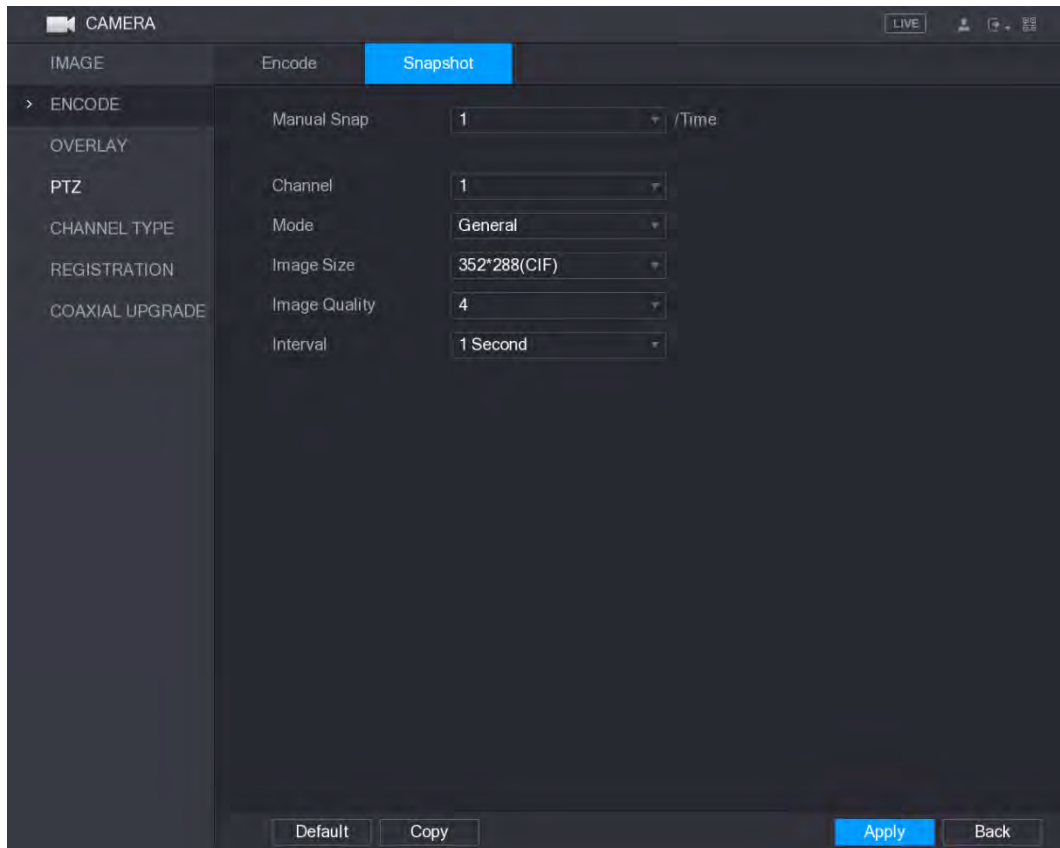 CAMERA LIVE
IMAGE
> ENCODE
OVERLAY
PTZ
CHANNEL TYPE
REGISTRATION
COAXIAL UPGRADE
Encode Snapshot
Manual Snap 1 /Time
Channel 1
Mode General
Image Size 352*288(CIF)
Image Quality 4
Interval 1 Second
Default Copy Apply Back